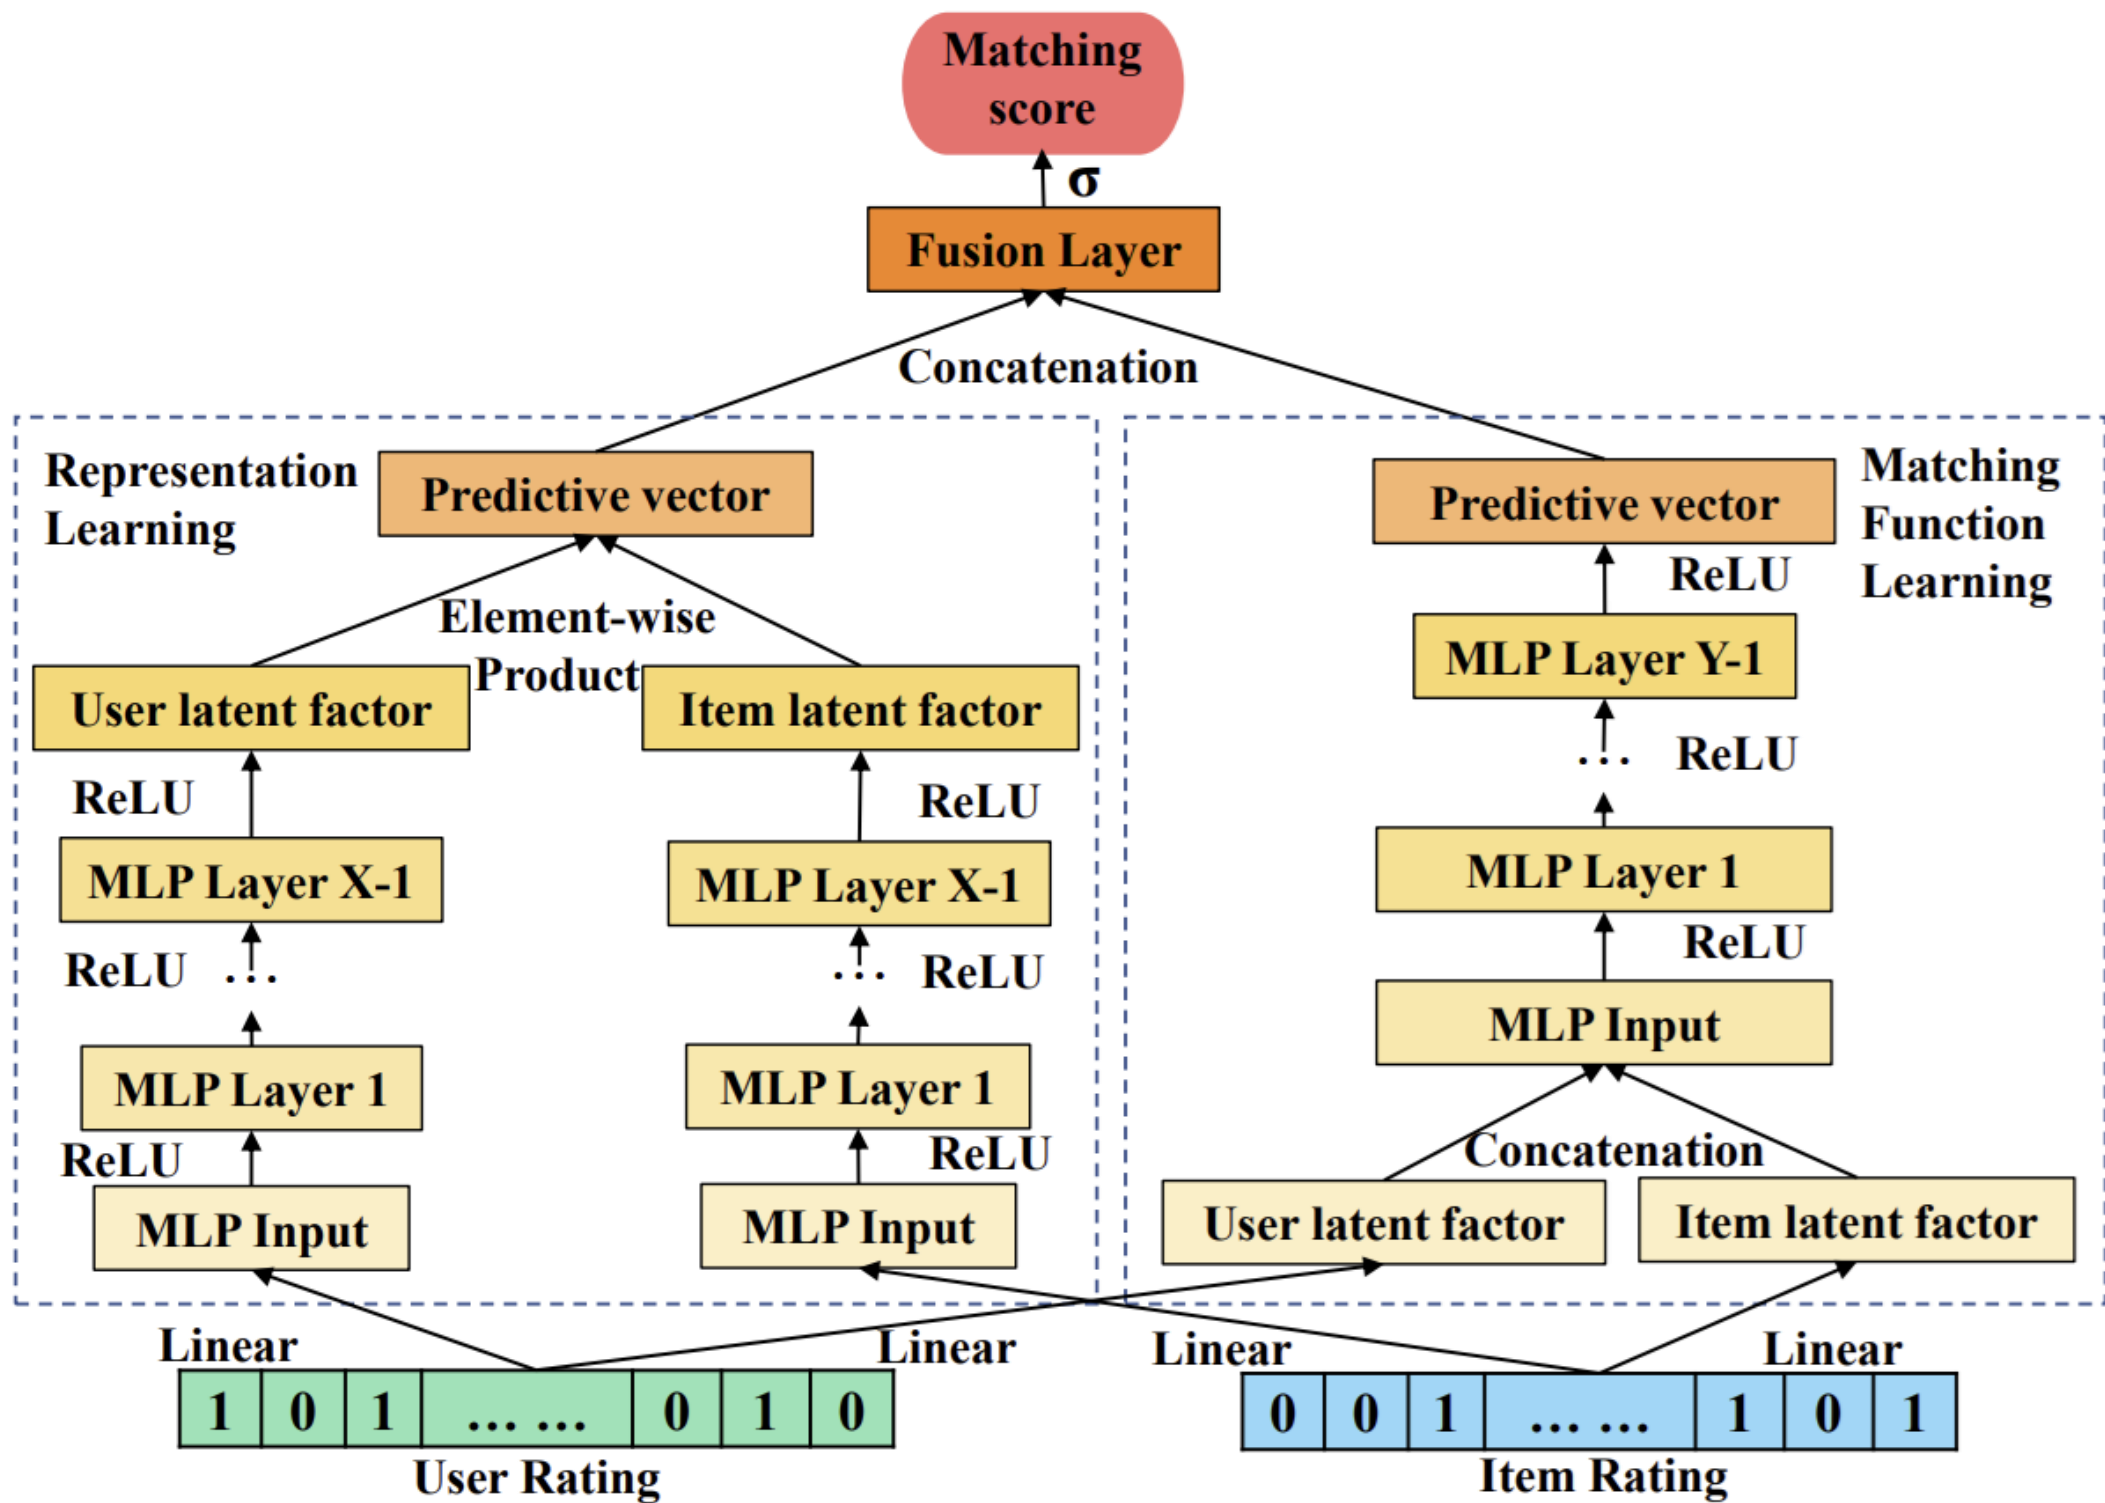 Matching
score
σ
Fusion Layer
Concatenation
Representation
Learning
Predictive vector
Element-wise
Product
User latent factor
Item latent factor
ReLU
ReLU
MLP Layer X-1
MLP Layer X-1
ReLU
...
...
ReLU
MLP Layer 1
MLP Layer 1
ReLU
ReLU
MLP Input
MLP Input
Matching
Function
Learning
Predictive vector
ReLU
MLP Layer Y-1
...
ReLU
MLP Layer 1
ReLU
MLP Input
Concatenation
User latent factor
Item latent factor
Linear
Linear
Linear
Linear
1 0 1 ... ... 0 1 0
0 0 1 ... ... 1 0 1
User Rating
Item Rating